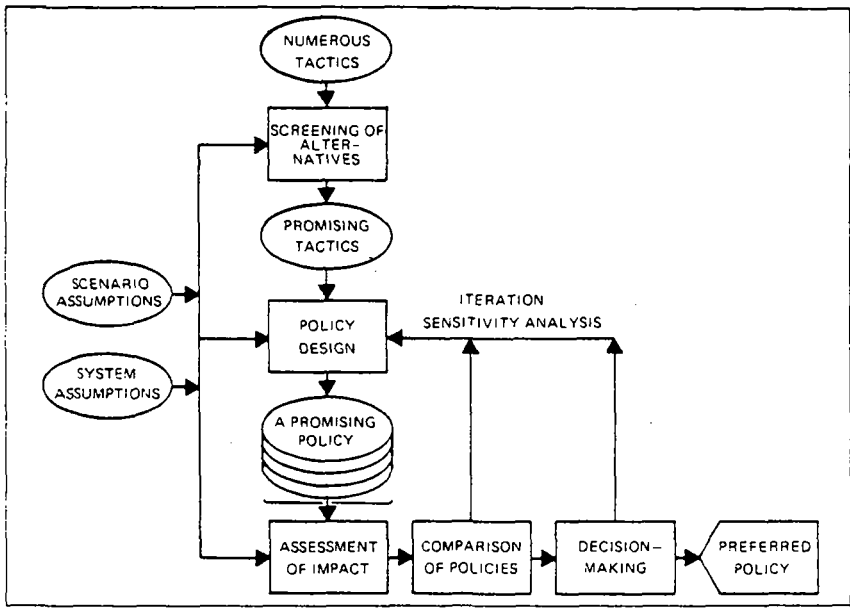 NUMEROUS
TACTICS
SCREENING OF
ALTER-
NATIVES
PROMISING
TACTICS
SCENARIO
ASSUMPTIONS
ITERATION
SENSITIVITY ANALYSIS
POLICY
DESIGN
SYSTEM
ASSUMPTIONS
A PROMISING
POLICY
ASSESSMENT
OF IMPACT
COMPARISON
OF POLICIES
DECISION-
MAKING
PREFERRED
POLICY